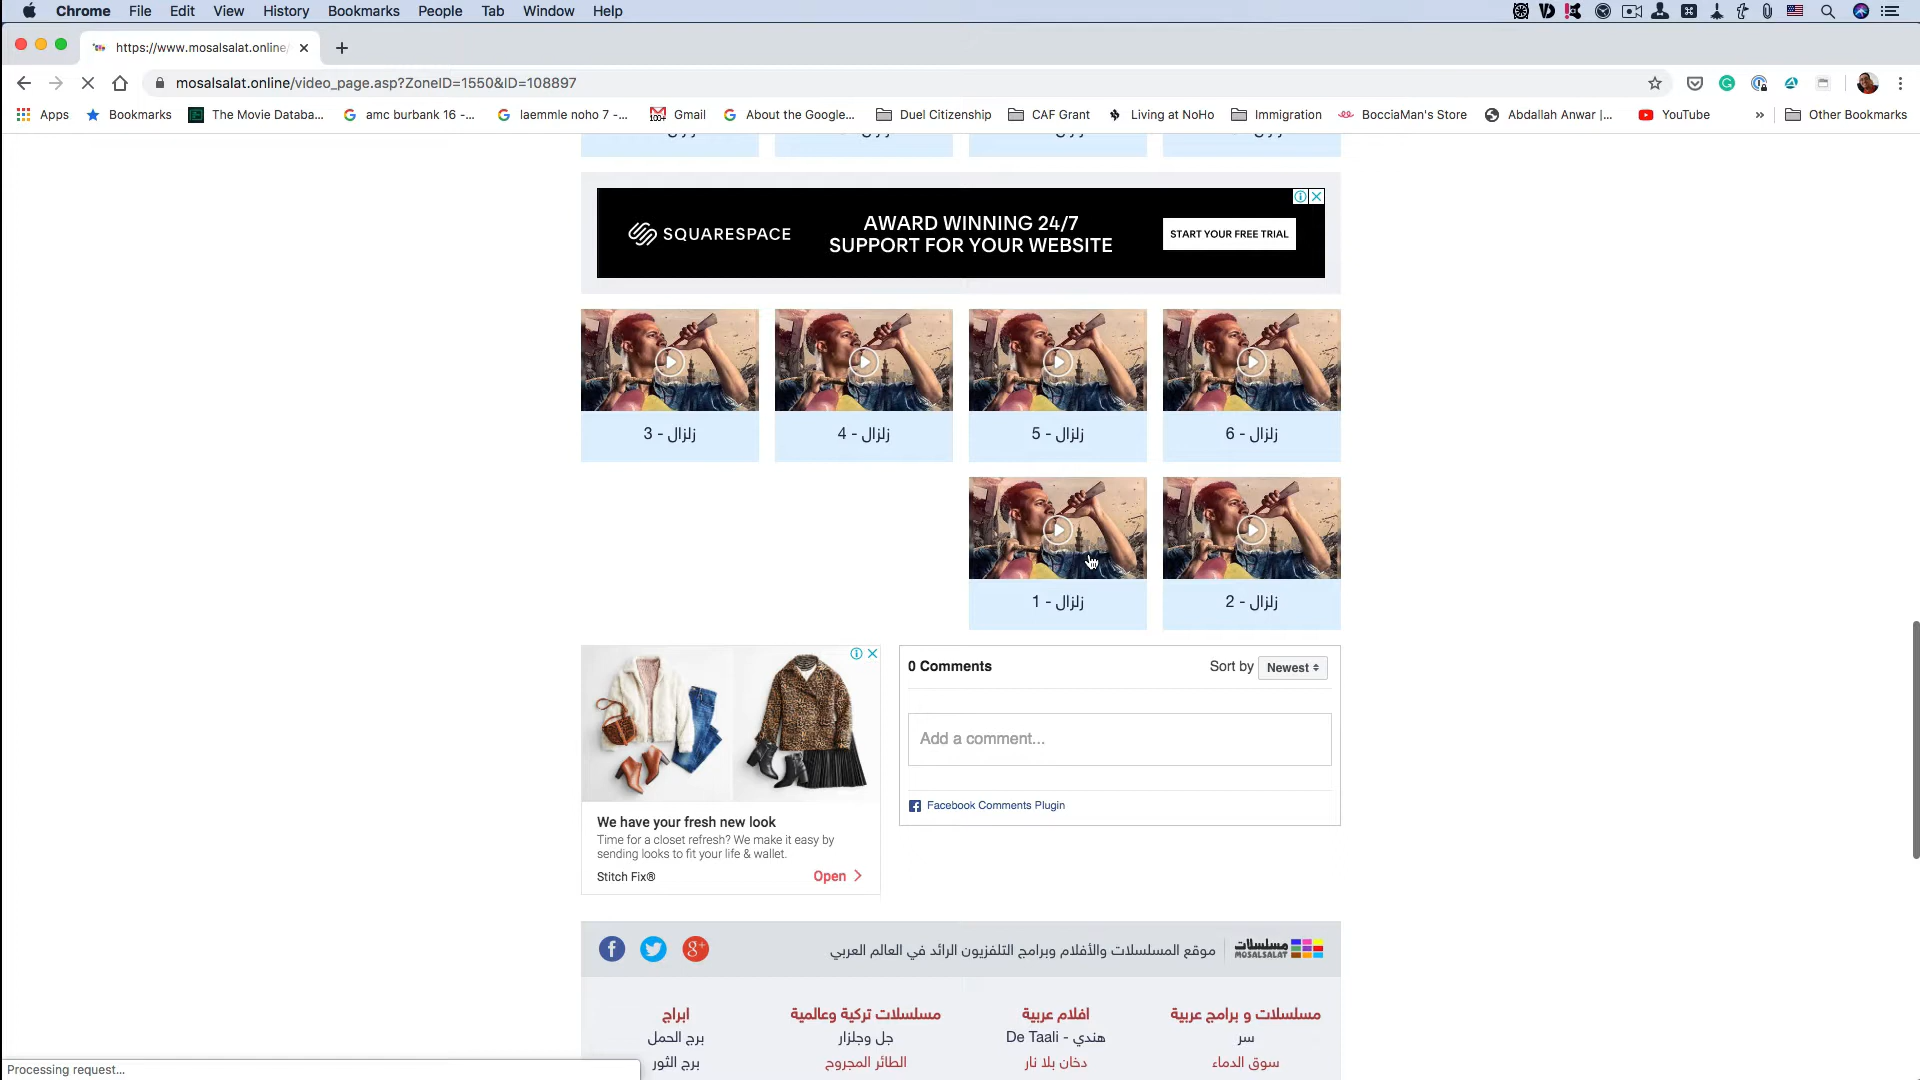 Chrome File Edit View History Bookmarks People Tab Window Help
https://www.mosalsalat.online/
mosalsalat.online/video_page.asp?ZoneID=1550&ID=108897
Apps Bookmarks The Movie Databa... amc burbank 16 -... laemmle noho 7 -... Gmail About the Google... Duel Citizenship CAF Grant Living at NoHo Immigration BocciaMan's Store Abdallah Anwar |... YouTube » Other Bookmarks
SQUARESPACE
AWARD WINNING 24/7
SUPPORT FOR YOUR WEBSITE
START YOUR FREE TRIAL
زلزال - 3
زلزال - 4
زلزال - 5
زلزال - 6
زلزال - 1
زلزال - 2
We have your fresh new look
Time for a closet refresh? We make it easy by
sending looks to fit your life & wallet.
Stitch Fix®
Open
0 Comments
Sort by Newest
Add a comment...
Facebook Comments Plugin
مسلسلات
MOSALSALAT
موقع المسلسلات والأفلام وبرامج التلفزيون الرائد في العالم العربي
مسلسلات و برامج عربية
سر
سوق الدماء
افلام عربية
هندي - De Taali
دخان بلا نار
مسلسلات تركية وعالمية
جل وجلزار
الطائر المجروح
ابراج
برج الحمل
برج الثور
Processing request...